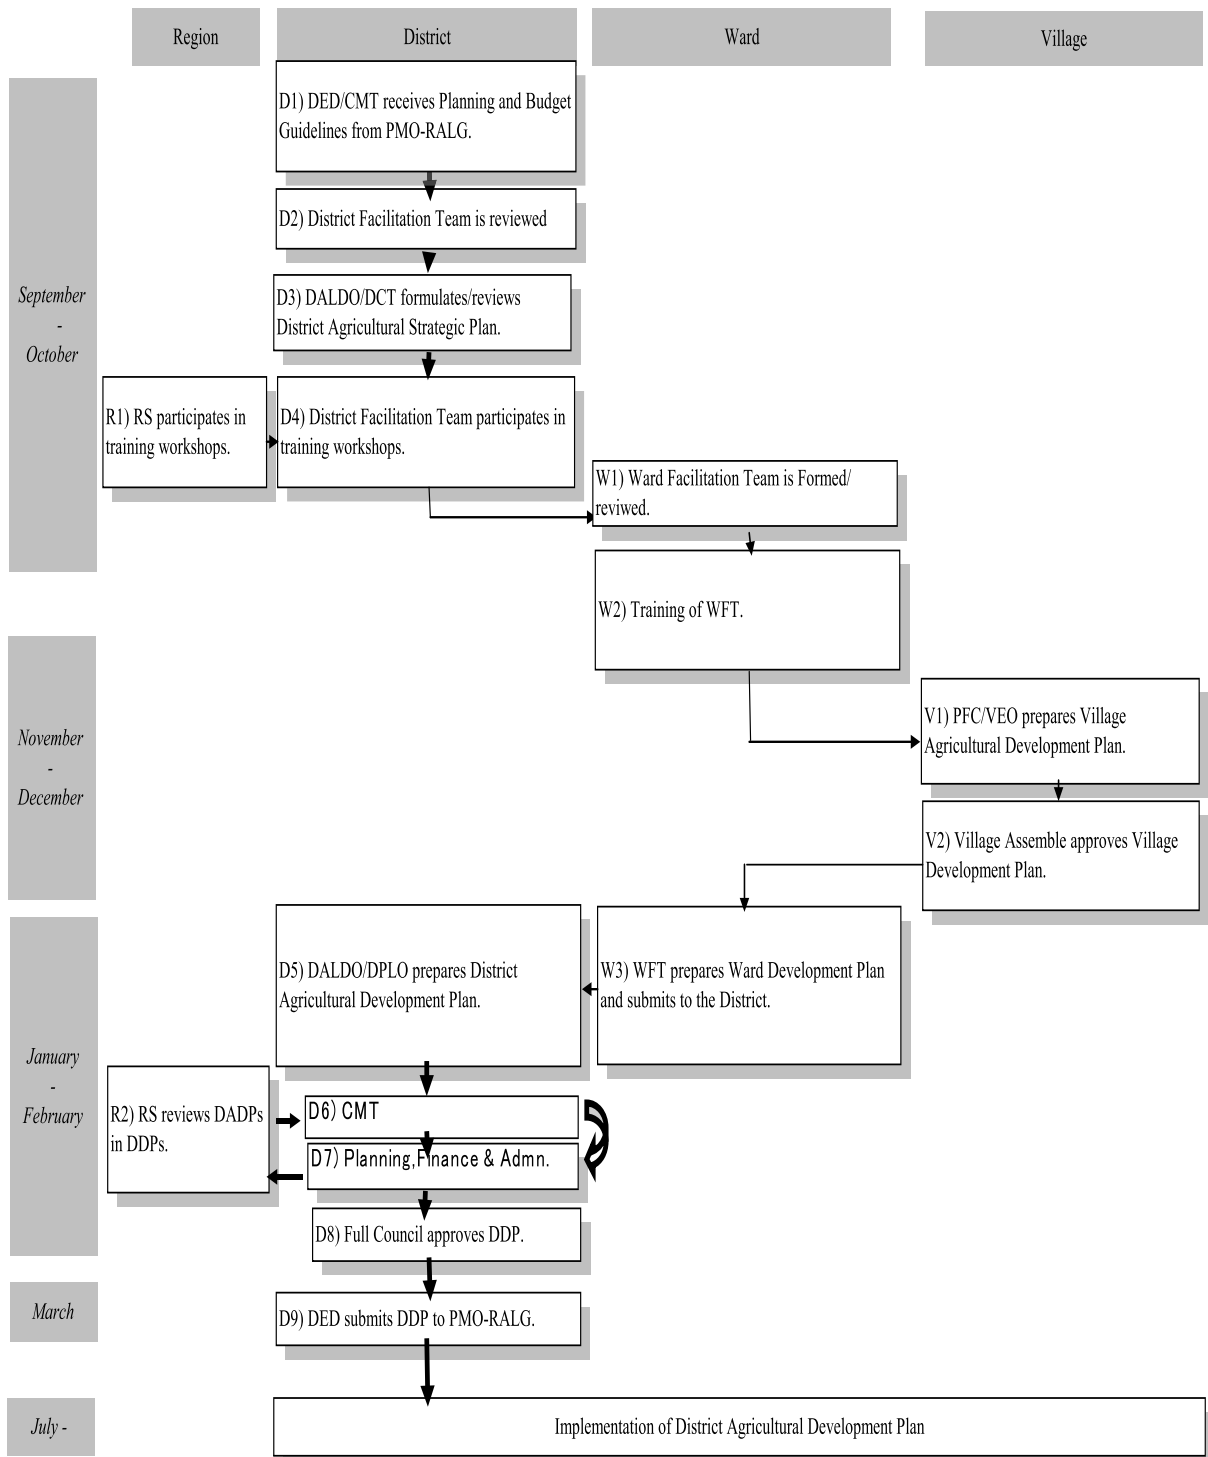 Region
District
Ward
Village
September
-
October
D1) DED/CMT receives Planning and Budget
Guidelines from PMO-RALG.
D2) District Facilitation Team is reviewed
D3) DALDO/DCT formulates/reviews
District Agricultural Strategic Plan.
R1) RS participates in
training workshops.
D4) District Facilitation Team participates in
training workshops.
W1) Ward Facilitation Team is Formed/
reviwed.
W2) Training of WFT.
November
-
December
V1) PFC/VEO prepares Village
Agricultural Development Plan.
V2) Village Assemble approves Village
Development Plan.
January
-
February
D5) DALDO/DPLO prepares District
Agricultural Development Plan.
W3) WFT prepares Ward Development Plan
and submits to the District.
R2) RS reviews DADPs
in DDPs.
D6) CMT
D7) Planning,Finance & Admn.
D8) Full Council approves DDP.
March
D9) DED submits DDP to PMO-RALG.
July -
Implementation of District Agricultural Development Plan